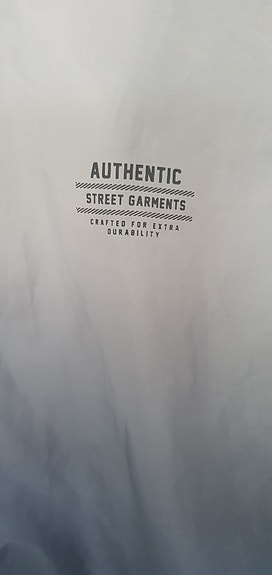 AUTHENTIC
STREET GARMENTS
CRAFTED FOR EXTRA
DURABILITY